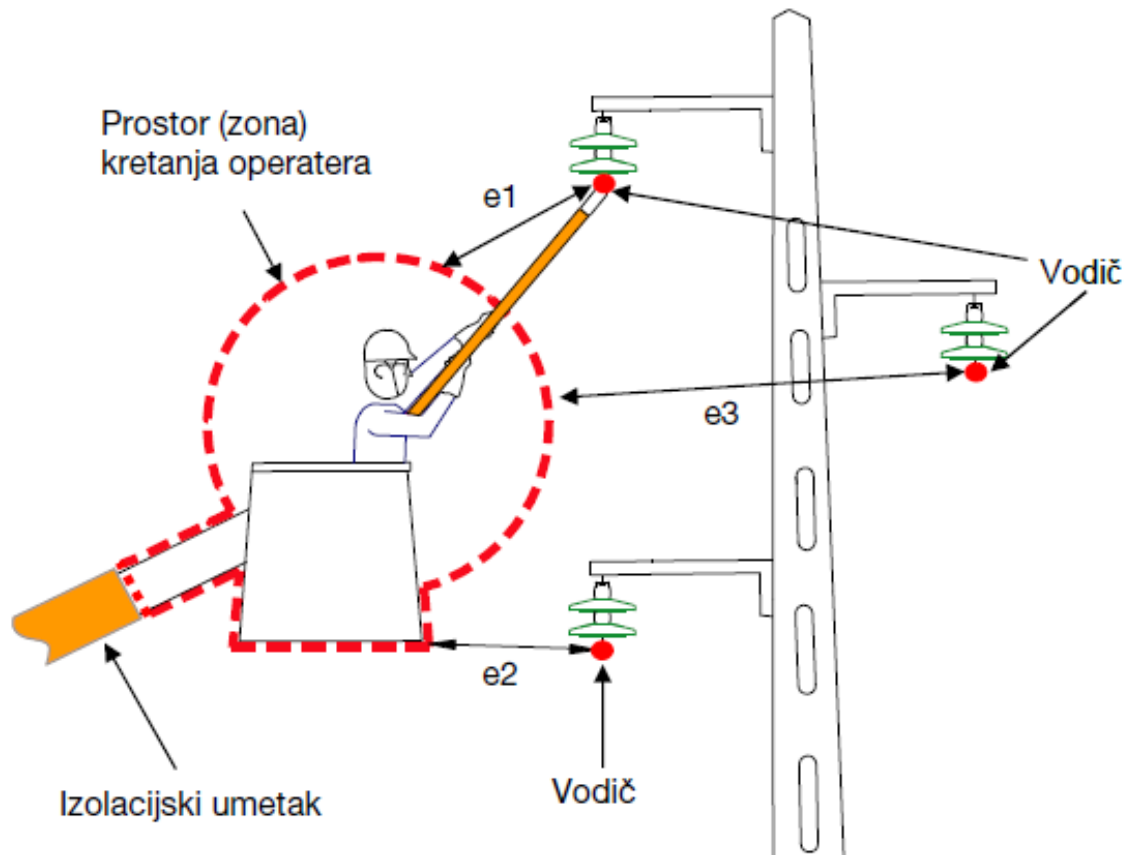 Prostor (zona)
kretanja operatera
e1
Vodič
e3
e2
Vodič
Izolacijski umetak